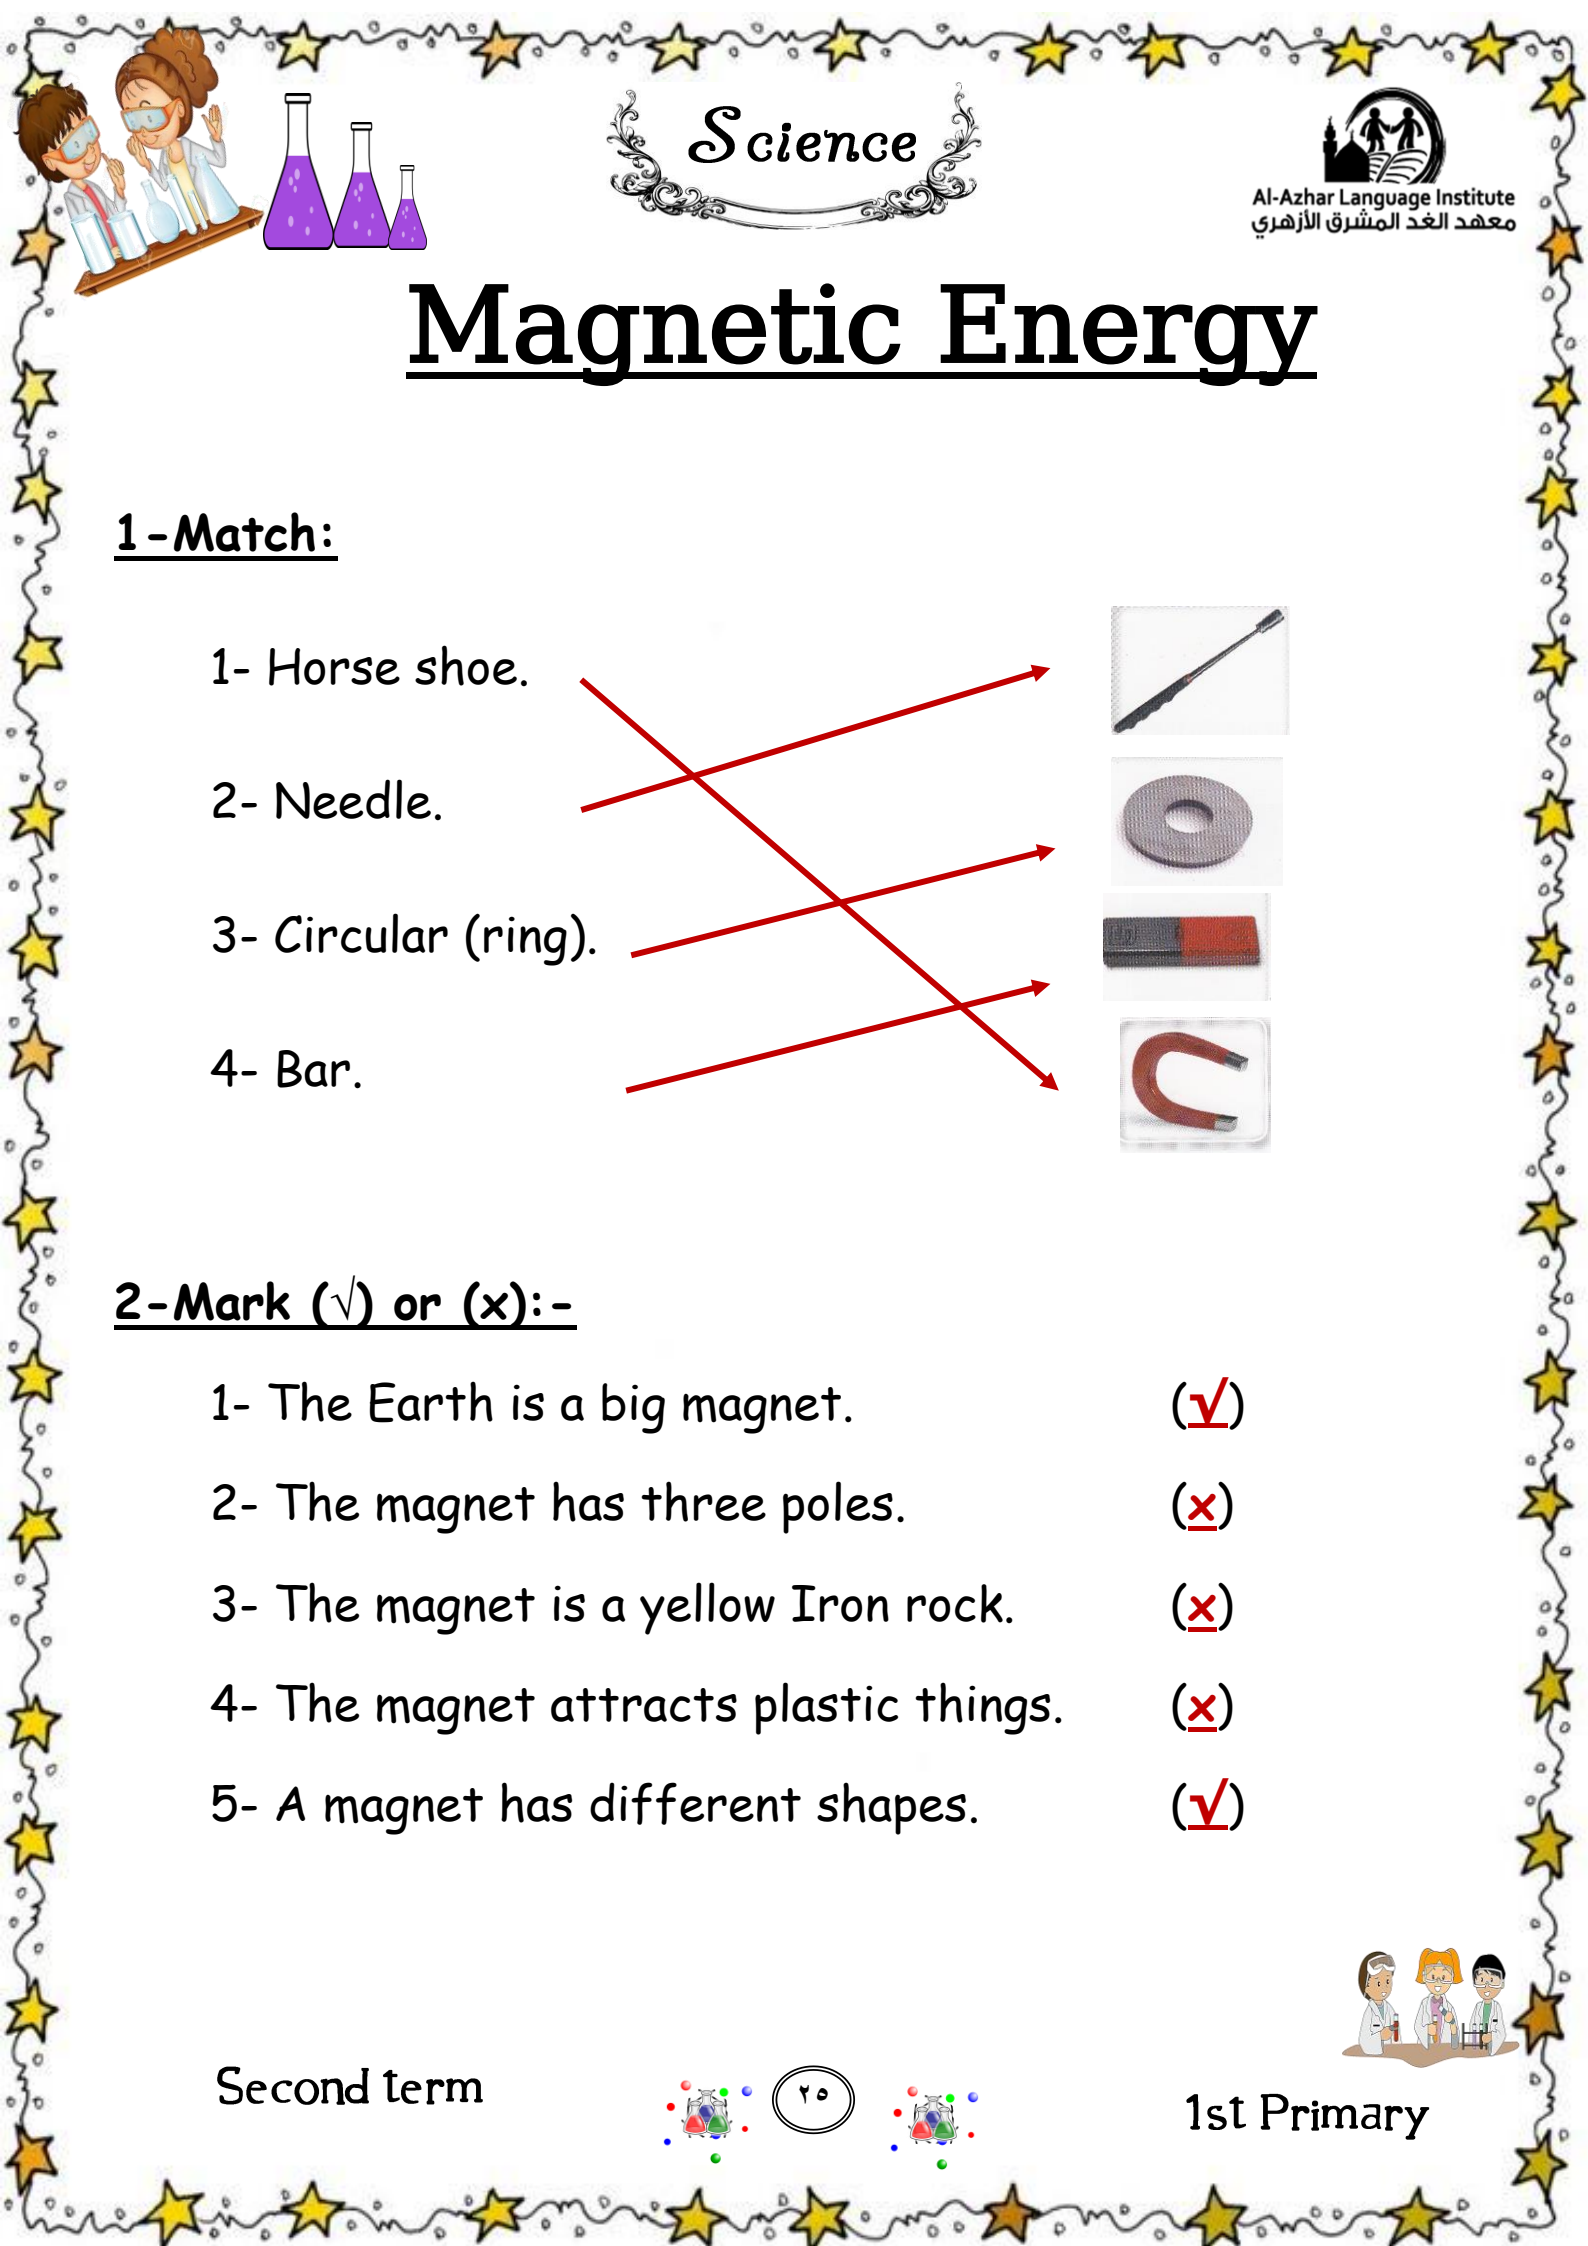 Science
Al-Azhar Language Institute
معهد الغد المشرق الأزهري
Magnetic Energy
1-Match:
1- Horse shoe.
2- Needle.
3- Circular (ring).
4- Bar.
2-Mark (√) or (x):-
1- The Earth is a big magnet. (√)
2- The magnet has three poles. (x)
3- The magnet is a yellow Iron rock. (x)
4- The magnet attracts plastic things. (x)
5- A magnet has different shapes. (√)
Second term
٢٥
1st Primary